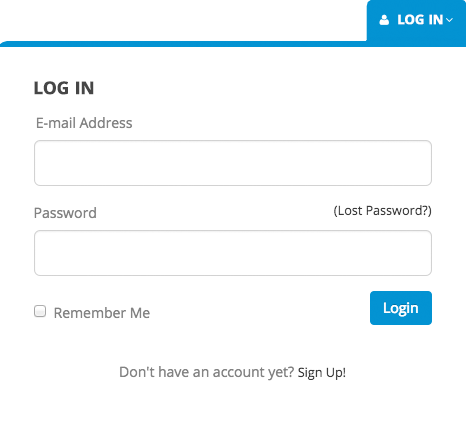 LOG IN
LOG IN
E-mail Address
Password (Lost Password?)
Remember Me Login
Don't have an account yet? Sign Up!